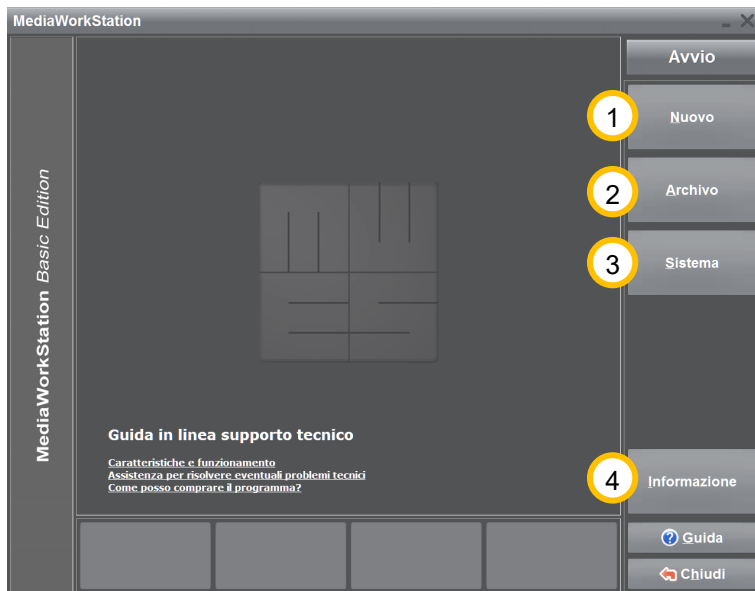 MediaWorkStation
Avvio
1
Nuovo
2
Archivo
3
Sistema
MediaWorkStation Basic Edition
Guida in linea supporto tecnico
Caratteristiche e funzionamento
Assistenza per risolvere eventuali problemi tecnici
Come posso comprare il programma?
4
Informazione
? Guida
Chiudi